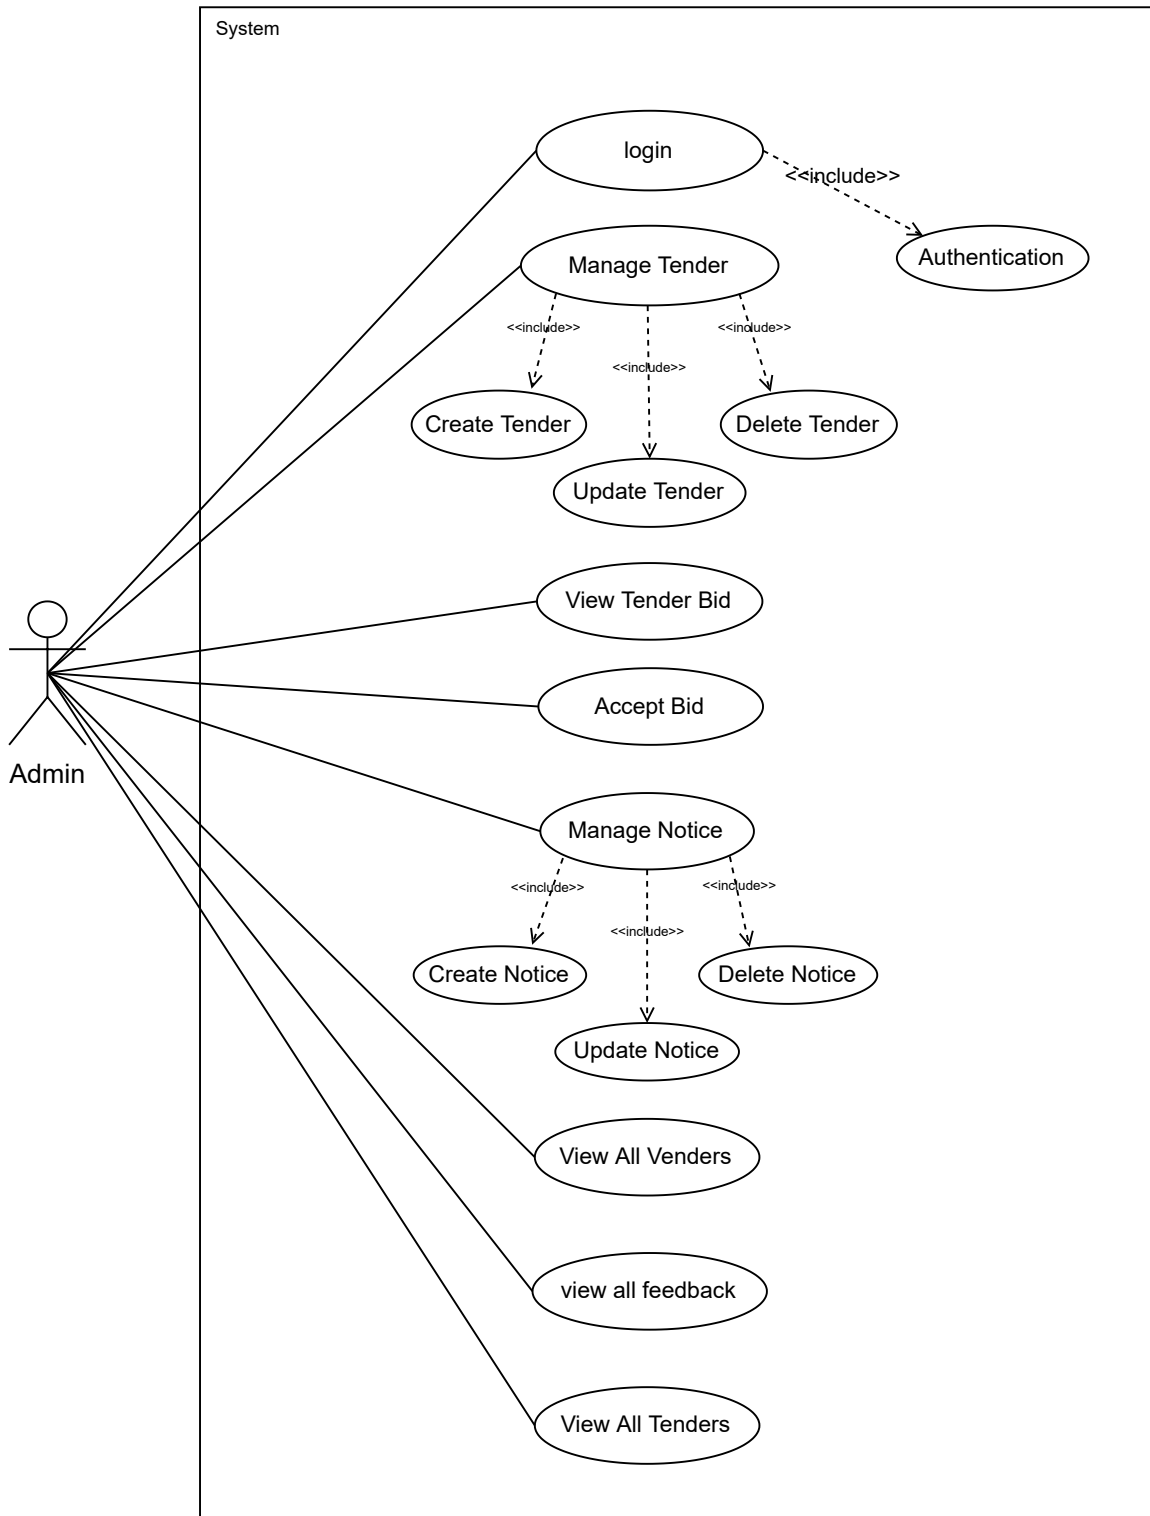 System
login
<<include>>
Authentication
Manage Tender
<<include>>
<<include>>
<<include>>
Create Tender
Delete Tender
Update Tender
View Tender Bid
Accept Bid
Admin
Manage Notice
<<include>>
<<include>>
<<include>>
Create Notice
Delete Notice
Update Notice
View All Venders
view all feedback
View All Tenders